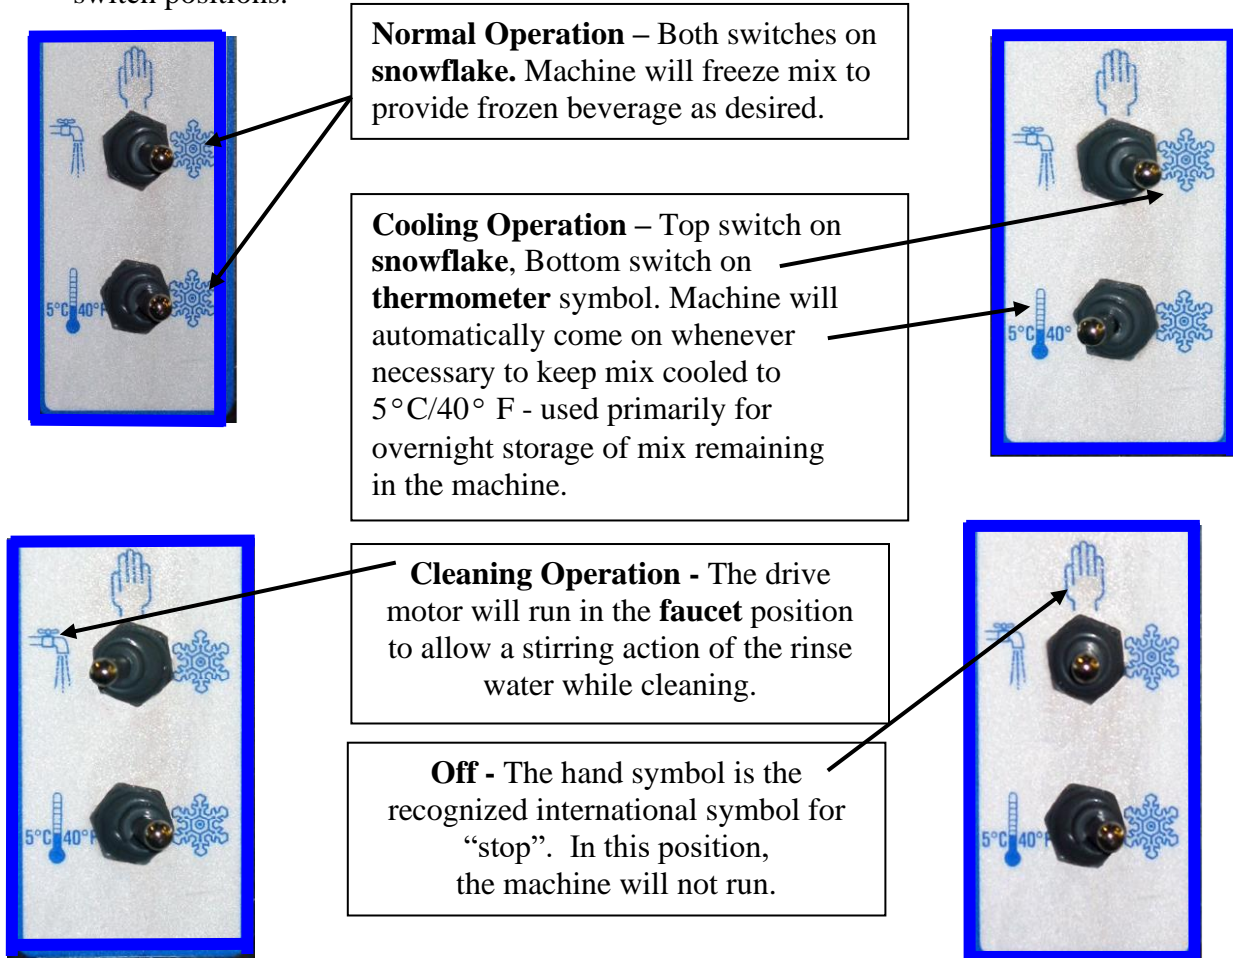 switch positions.
Normal Operation – Both switches on
snowflake. Machine will freeze mix to
provide frozen beverage as desired.
5°C 40°F
Cooling Operation – Top switch on
snowflake, Bottom switch on
thermometer symbol. Machine will
automatically come on whenever
necessary to keep mix cooled to
5°C/40° F - used primarily for
overnight storage of mix remaining
in the machine.
5°C 40°
Cleaning Operation - The drive
motor will run in the faucet position
to allow a stirring action of the rinse
water while cleaning.
5°C 40°F
Off - The hand symbol is the
recognized international symbol for
“stop”. In this position,
the machine will not run.
5°C 40°F